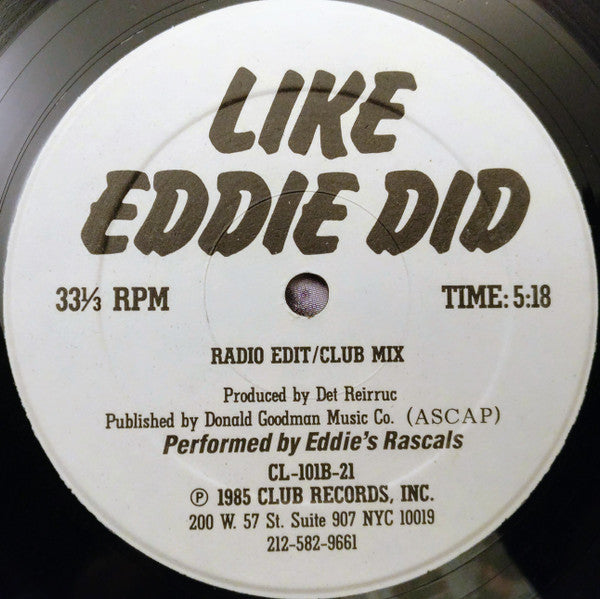 LIKE
EDDIE DID
33⅓ RPM TIME: 5:18
RADIO EDIT/CLUB MIX
Produced by Det Reirruc
Published by Donald Goodman Music Co. (ASCAP)
Performed by Eddie's Rascals
CL-101B-21
℗ 1985 CLUB RECORDS, INC.
200 W. 57 St. Suite 907 NYC 10019
212-582-9661